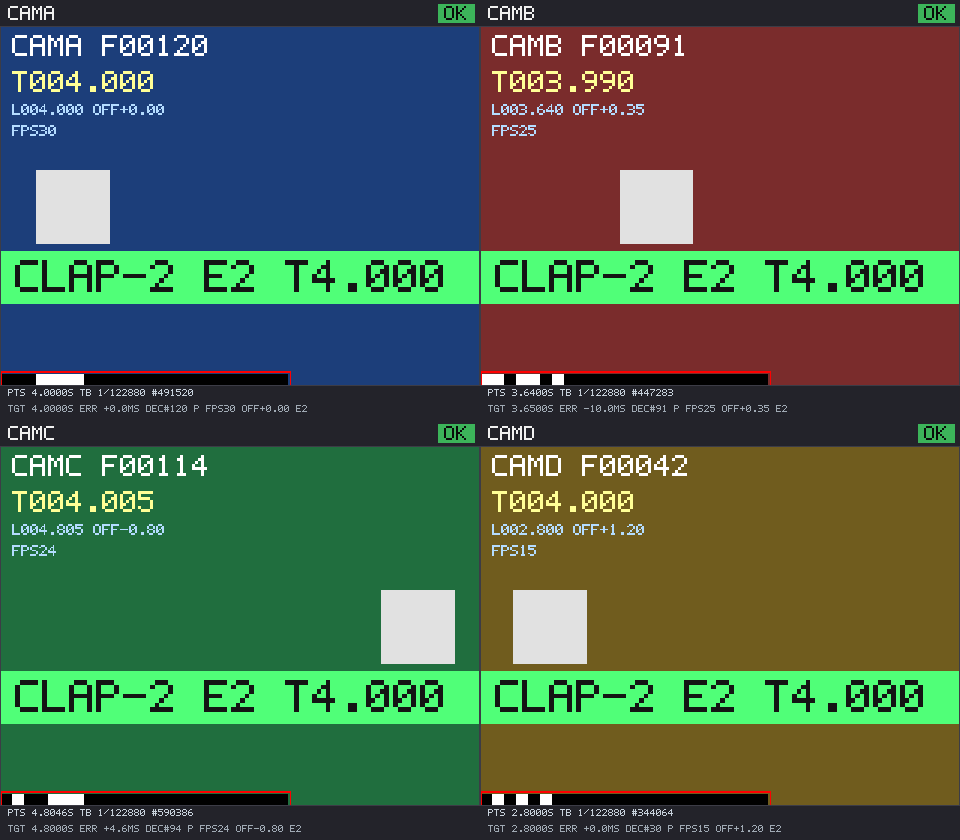 CAMA OK
CAMA F00120
T004.000
L004.000 OFF+0.00
FPS30
CLAP-2 E2 T4.000
PTS 4.0000S TB 1/122880 #491520
TGT 4.0000S ERR +0.0MS DEC#120 P FPS30 OFF+0.00 E2
CAMB OK
CAMB F00091
T003.990
L003.640 OFF+0.35
FPS25
CLAP-2 E2 T4.000
PTS 3.6400S TB 1/122880 #447283
TGT 3.6500S ERR -10.0MS DEC#91 P FPS25 OFF+0.35 E2
CAMC OK
CAMC F00114
T004.005
L004.805 OFF-0.80
FPS24
CLAP-2 E2 T4.000
PTS 4.8046S TB 1/122880 #590386
TGT 4.8000S ERR +4.6MS DEC#94 P FPS24 OFF-0.80 E2
CAMD OK
CAMD F00042
T004.000
L002.800 OFF+1.20
FPS15
CLAP-2 E2 T4.000
PTS 2.8000S TB 1/122880 #344064
TGT 2.8000S ERR +0.0MS DEC#30 P FPS15 OFF+1.20 E2